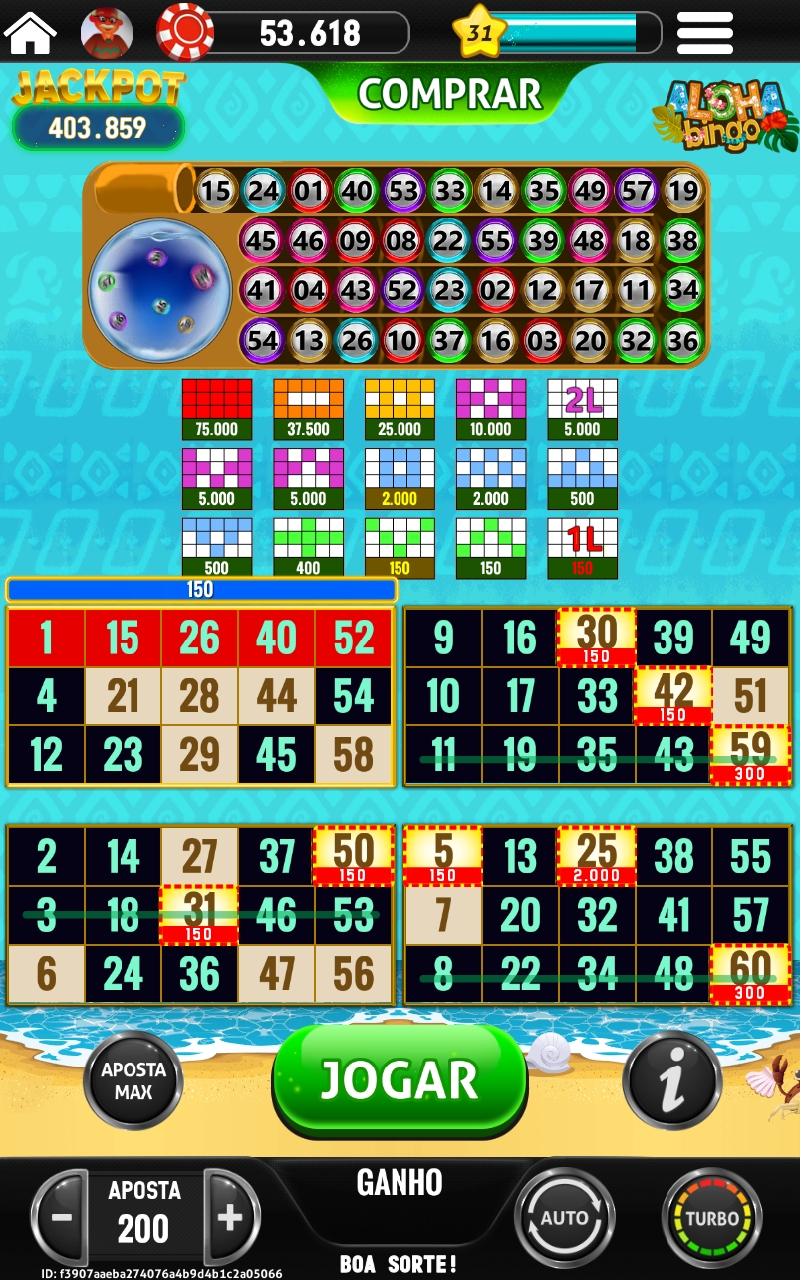 53.618
31
JACKPOT
403.859
COMPRAR
ALOHA
bingo
15 24 01 40 53 33 14 35 49 57 19
45 46 09 08 22 55 39 48 18 38
41 04 43 52 23 02 12 17 11 34
54 13 26 10 37 16 03 20 32 36
2L
75.000 37.500 25.000 10.000 5.000
5.000 5.000 2.000 2.000 500
1L
500 400 150 150 150
150
1 15 26 40 52
4 21 28 44 54
12 23 29 45 58
9 16 30 39 49
150
10 17 33 42 51
150
11 19 35 43 59
300
2 14 27 37 50
150
3 18 31 46 53
150
6 24 36 47 56
5 13 25 38 55
150 2.000
7 20 32 41 57
8 22 34 48 60
300
APOSTA
MAX
JOGAR
i
APOSTA
- 200 +
GANHO
AUTO
TURBO
BOA SORTE!
ID: f3907aaeba274076a4b9d4b1c2a05066